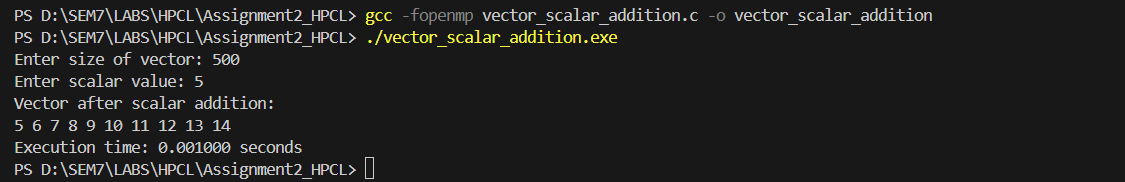 PS D:\SEM7\LABS\HPCL\Assignment2_HPCL> gcc -fopenmp vector_scalar_addition.c -o vector_scalar_addition
PS D:\SEM7\LABS\HPCL\Assignment2_HPCL> ./vector_scalar_addition.exe
Enter size of vector: 500
Enter scalar value: 5
Vector after scalar addition:
5 6 7 8 9 10 11 12 13 14
Execution time: 0.001000 seconds
PS D:\SEM7\LABS\HPCL\Assignment2_HPCL>